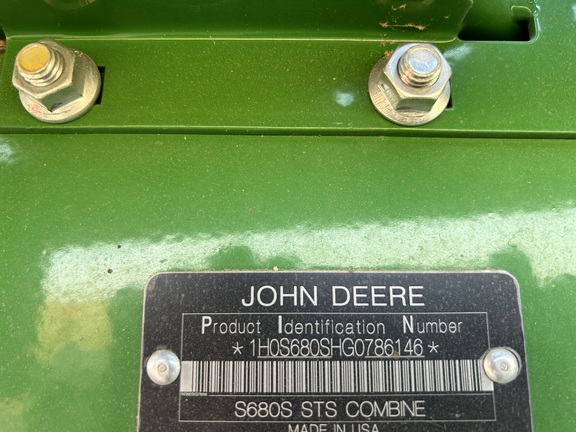 JOHN DEERE
Product Identification Number
*1H0S680SHG0786146*
S680S STS COMBINE
MADE IN USA